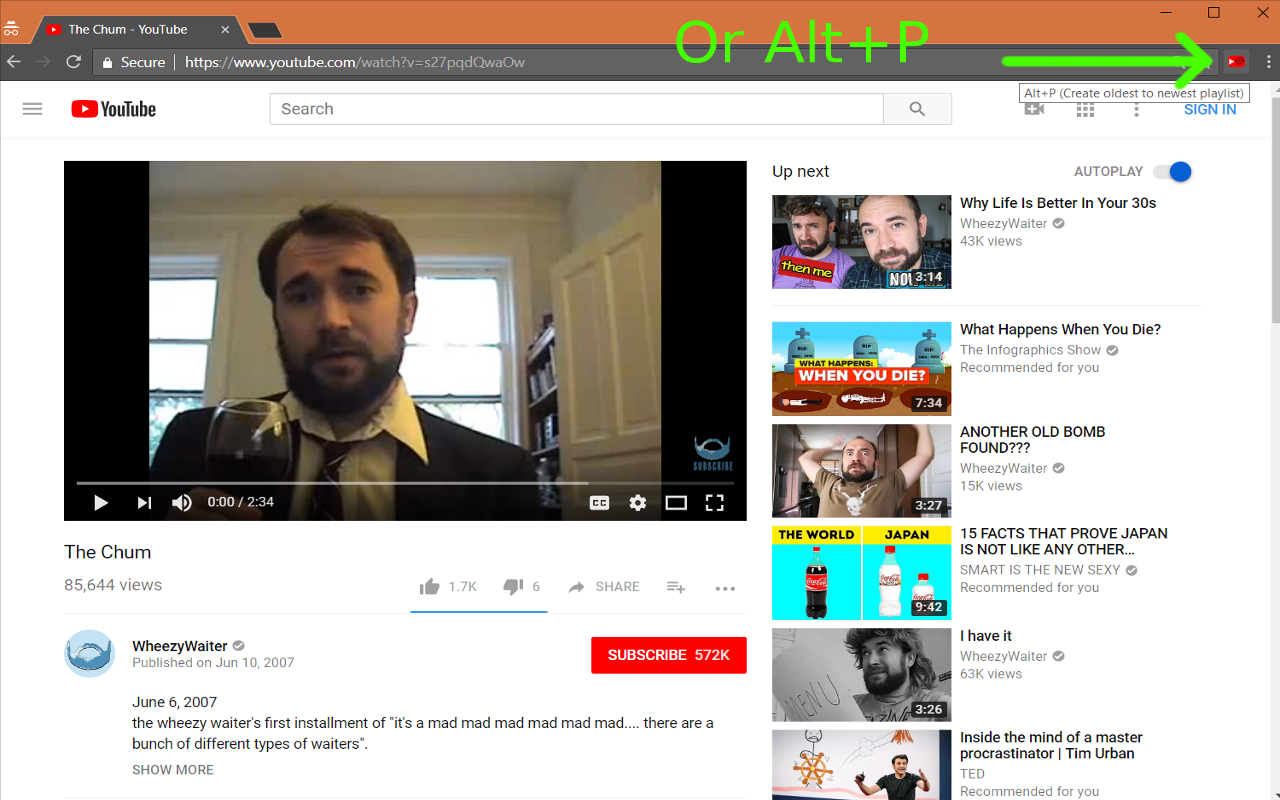 The Chum - YouTube
Or Alt+P
Secure
https://www.youtube.com/watch?v=s27pqdQwaOw
Alt+P (Create oldest to newest playlist)
YouTube
Search
SIGN IN
SUBSCRIBE
0:00 / 2:34
CC
The Chum
85,644 views
1.7K
6
SHARE
WheezyWaiter
Published on Jun 10, 2007
SUBSCRIBE 572K
June 6, 2007
the wheezy waiter's first installment of "it's a mad mad mad mad mad mad.... there are a
bunch of different types of waiters".
SHOW MORE
Up next
AUTOPLAY
then me
3:14
Why Life Is Better In Your 30s
WheezyWaiter
43K views
RIP
RIP
RIP
WHAT HAPPENS:
WHEN YOU DIE?
7:34
What Happens When You Die?
The Infographics Show
Recommended for you
3:27
ANOTHER OLD BOMB
FOUND???
WheezyWaiter
15K views
THE WORLD
JAPAN
9:42
15 FACTS THAT PROVE JAPAN
IS NOT LIKE ANY OTHER...
SMART IS THE NEW SEXY
Recommended for you
MENU
3:26
I have it
WheezyWaiter
63K views
Inside the mind of a master
procrastinator | Tim Urban
TED
Recommended for you